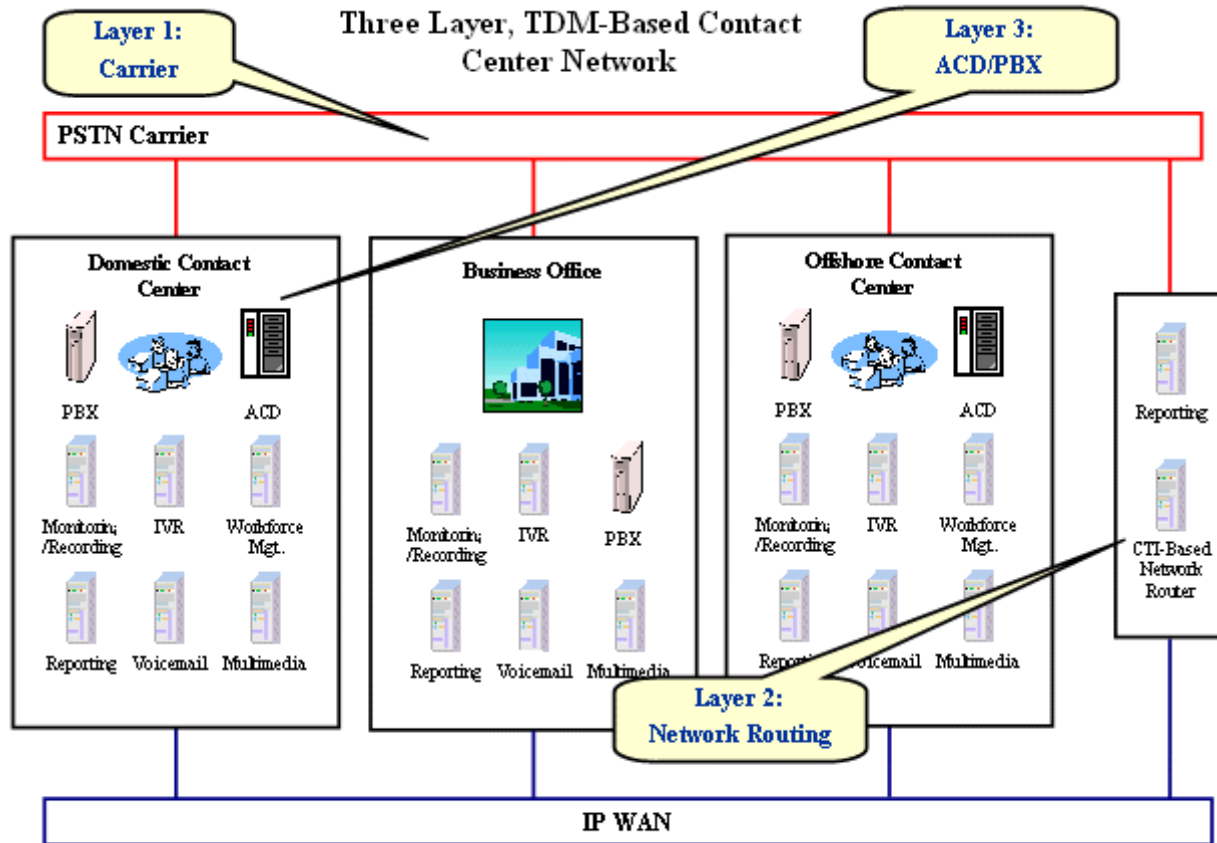 Three Layer, TDM-Based Contact
Center Network
Layer 1:
Carrier
Layer 3:
ACD/PBX
PSTN Carrier
Domestic Contact
Center
PBX
ACD
Monitorin;
/Recording
IVR
Workforce
Mgt..
Reporting
Voicemail
Multimedia
Business Office
Monitorin;
/Recording
IVR
PBX
Reporting
Voicemail
Multimedia
Offshore Contact
Center
PBX
ACD
Monitorin;
/Recording
IVR
Workforce
Mgt..
Multimedia
Reporting
CTI-Based
Network
Router
Layer 2:
Network Routing
IP WAN